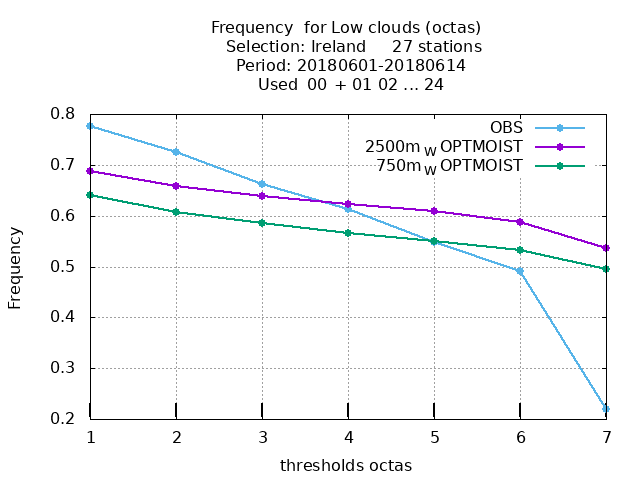 Frequency  for Low clouds (octas)
Selection: Ireland     27 stations
Period: 20180601-20180614
Used  00 + 01 02 ... 24
OBS
2500m W OPTMOIST
750m W OPTMOIST
0.8
0.7
0.6
0.5
0.4
0.3
0.2
Frequency
1 2 3 4 5 6 7
thresholds octas